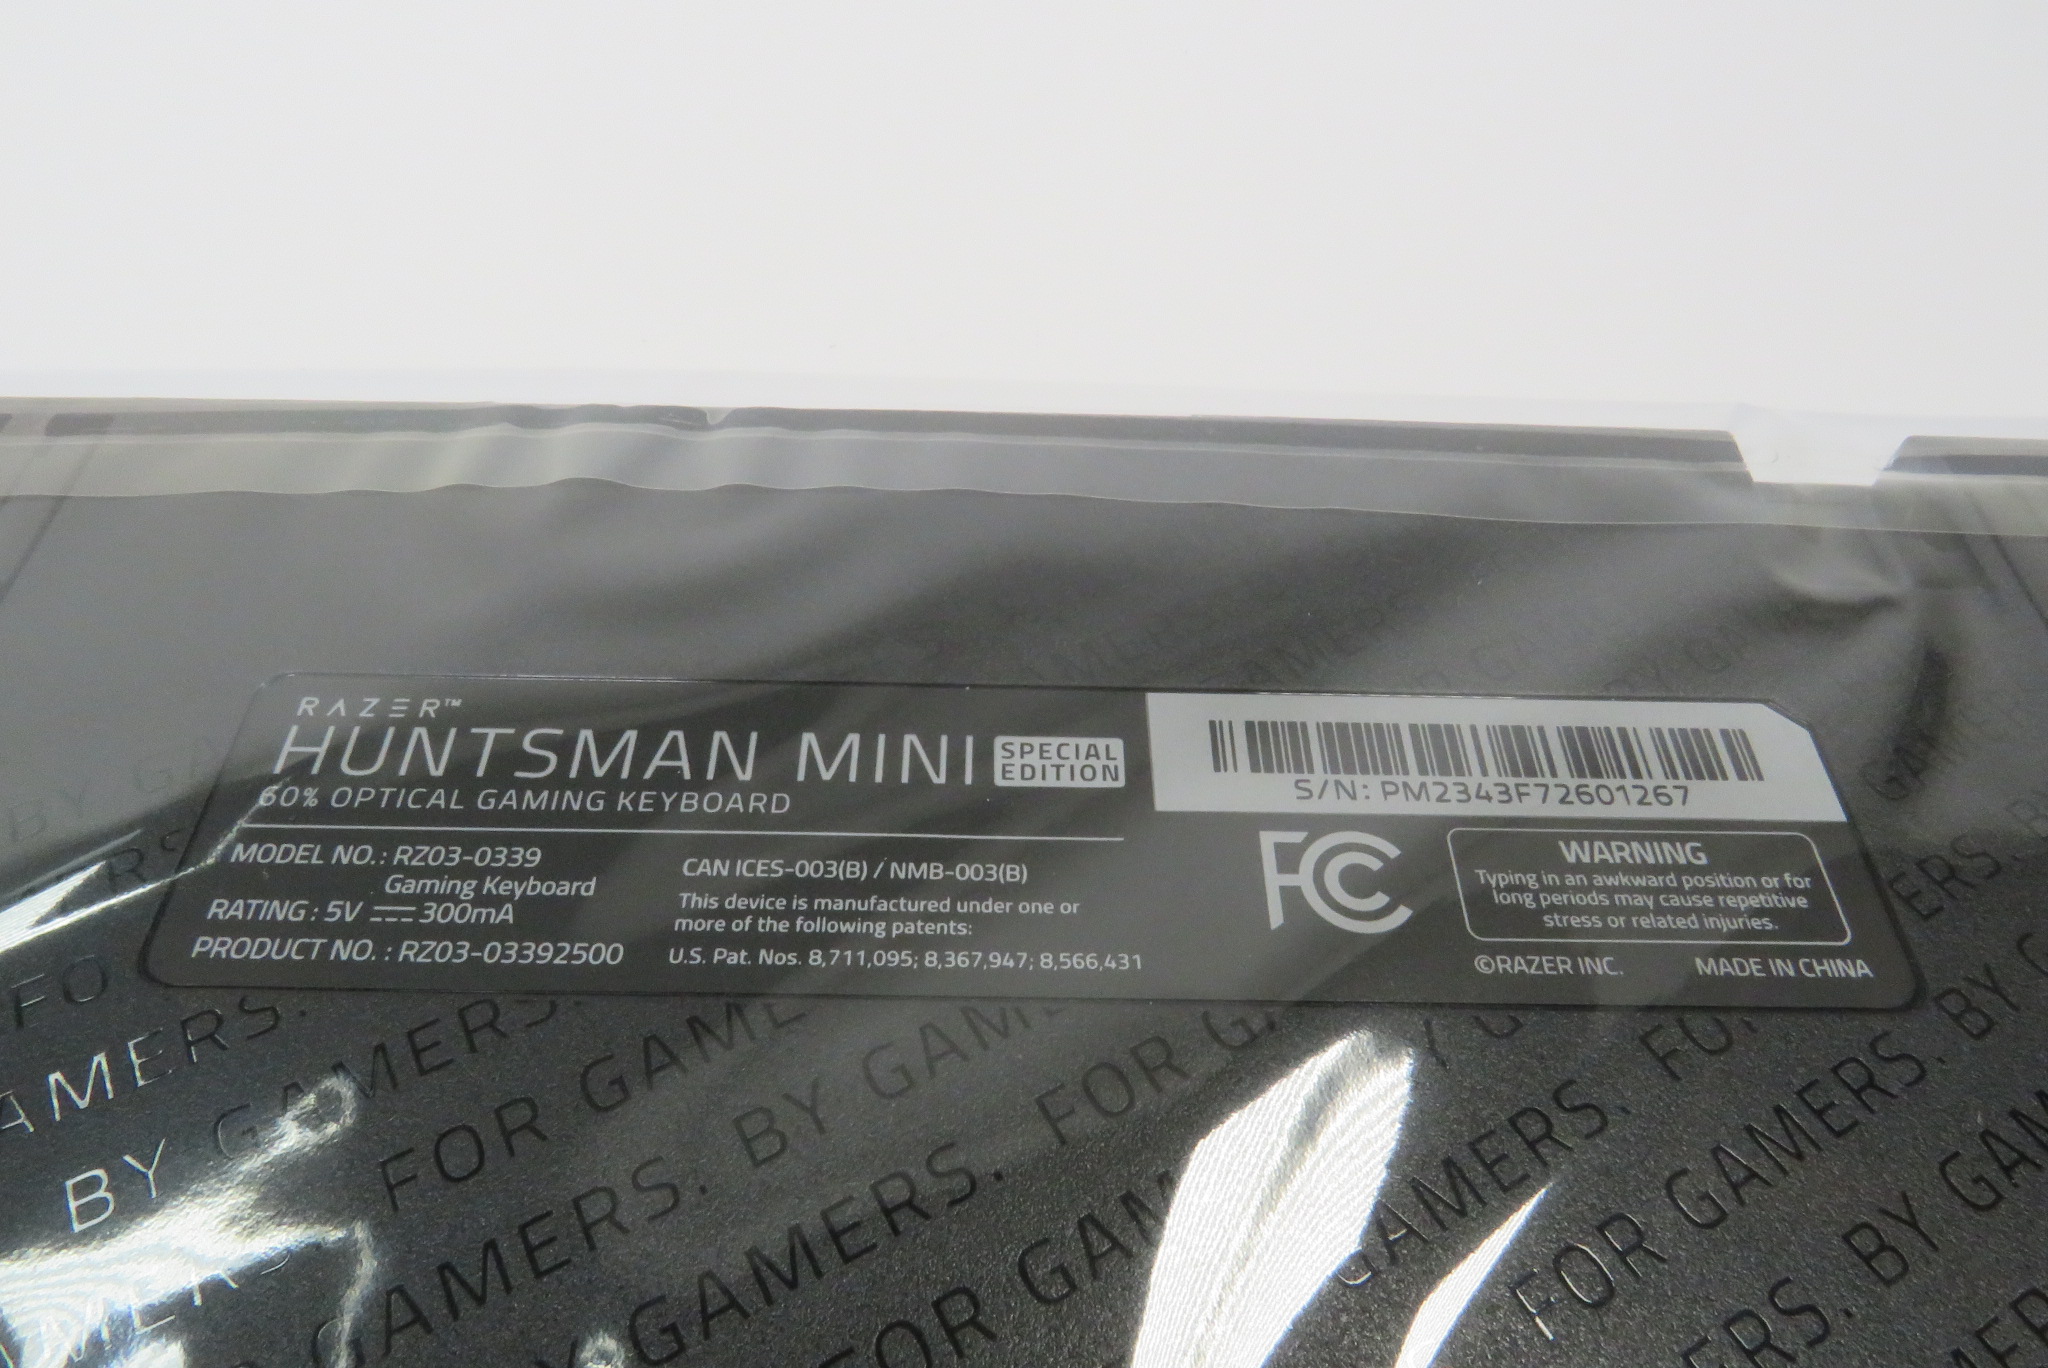 RAZER™
HUNTSMAN MINI SPECIAL EDITION
60% OPTICAL GAMING KEYBOARD
MODEL NO.: RZ03-0339
Gaming Keyboard
RATING: 5V ⎓ 300mA
PRODUCT NO. : RZ03-03392500
CAN ICES-003(B) / NMB-003(B)
This device is manufactured under one or
more of the following patents:
U.S. Pat. Nos. 8,711,095; 8,367,947; 8,566,431
S/N: PM2343F72601267
FC
WARNING
Typing in an awkward position or for
long periods may cause repetitive
stress or related injuries.
©RAZER INC. MADE IN CHINA
FOR GAMERS. BY GAMERS.
FOR GAMERS. BY GAMERS.
FOR GAMERS. BY